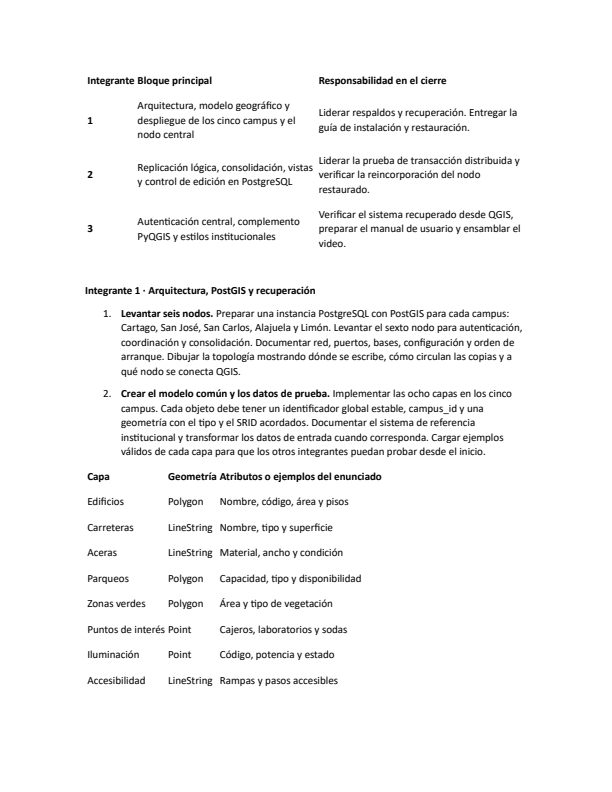 Integrante Bloque principal Responsabilidad en el cierre
1 Arquitectura, modelo geográfico y
despliegue de los cinco campus y el
nodo central
Liderar respaldos y recuperación. Entregar la
guía de instalación y restauración.
2 Replicación lógica, consolidación, vistas
y control de edición en PostgreSQL
Liderar la prueba de transacción distribuida y
verificar la reincorporación del nodo
restaurado.
3 Autenticación central, complemento
PyQGIS y estilos institucionales
Verificar el sistema recuperado desde QGIS,
preparar el manual de usuario y ensamblar el
video.
Integrante 1 · Arquitectura, PostGIS y recuperación
1. Levantar seis nodos. Preparar una instancia PostgreSQL con PostGIS para cada campus:
Cartago, San José, San Carlos, Alajuela y Limón. Levantar el sexto nodo para autenticación,
coordinación y consolidación. Documentar red, puertos, bases, configuración y orden de
arranque. Dibujar la topología mostrando dónde se escribe, cómo circulan las copias y a
qué nodo se conecta QGIS.
2. Crear el modelo común y los datos de prueba. Implementar las ocho capas en los cinco
campus. Cada objeto debe tener un identificador global estable, campus_id y una
geometría con el tipo y el SRID acordados. Documentar el sistema de referencia
institucional y transformar los datos de entrada cuando corresponda. Cargar ejemplos
válidos de cada capa para que los otros integrantes puedan probar desde el inicio.
Capa Geometría Atributos o ejemplos del enunciado
Edificios Polygon Nombre, código, área y pisos
Carreteras LineString Nombre, tipo y superficie
Aceras LineString Material, ancho y condición
Parqueos Polygon Capacidad, tipo y disponibilidad
Zonas verdes Polygon Área y tipo de vegetación
Puntos de interés Point Cajeros, laboratorios y sodas
Iluminación Point Código, potencia y estado
Accesibilidad LineString Rampas y pasos accesibles